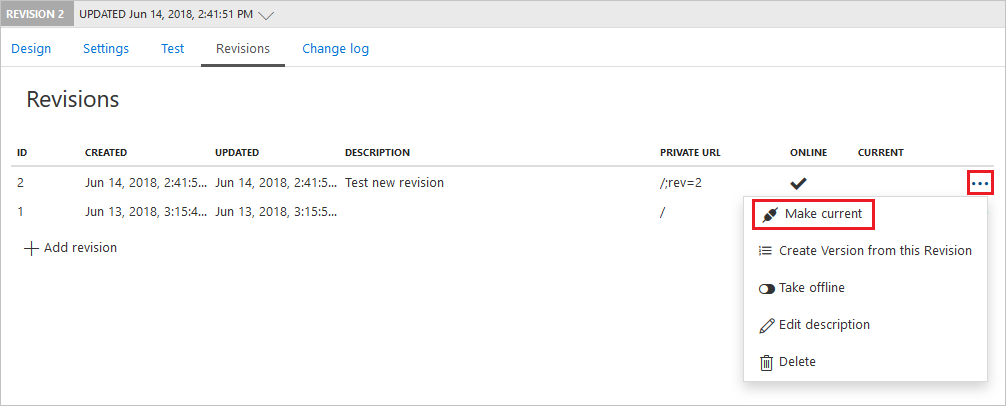 REVISION 2 UPDATED Jun 14, 2018, 2:41:51 PM
Design Settings Test Revisions Change log
Revisions
ID CREATED UPDATED DESCRIPTION PRIVATE URL ONLINE CURRENT
2 Jun 14, 2018, 2:41:5... Jun 14, 2018, 2:41:5... Test new revision /;rev=2
1 Jun 13, 2018, 3:15:4... Jun 13, 2018, 3:15:5... /
Add revision
Make current
Create Version from this Revision
Take offline
Edit description
Delete